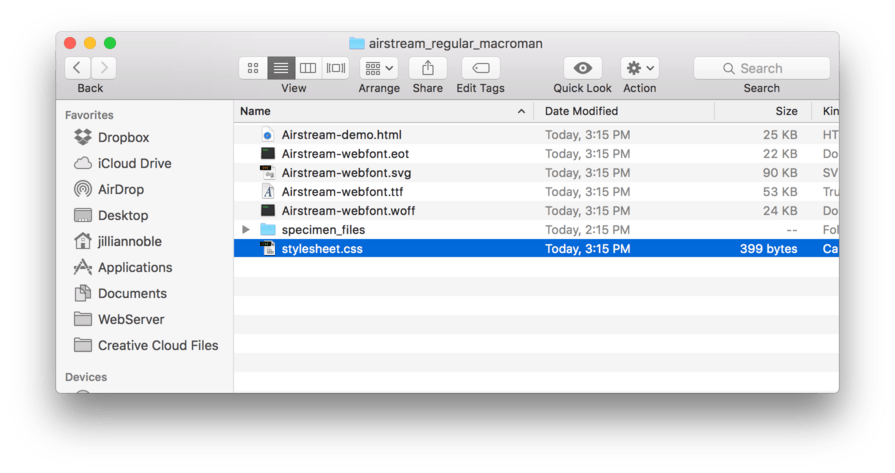 airstream_regular_macroman
Back View Arrange Share Edit Tags Quick Look Action Search
Search
Favorites
Dropbox
iCloud Drive
AirDrop
Desktop
jilliannoble
Applications
Documents
WebServer
Creative Cloud Files
Devices
Name Date Modified Size Kin
Airstream-demo.html Today, 3:15 PM 25 KB HT
Airstream-webfont.eot Today, 3:15 PM 22 KB Do
Airstream-webfont.svg Today, 3:15 PM 90 KB SV
Airstream-webfont.ttf Today, 3:15 PM 53 KB Tru
Airstream-webfont.woff Today, 3:15 PM 24 KB Do
specimen_files Today, 2:15 PM -- Fol
stylesheet.css Today, 3:15 PM 399 bytes Ca